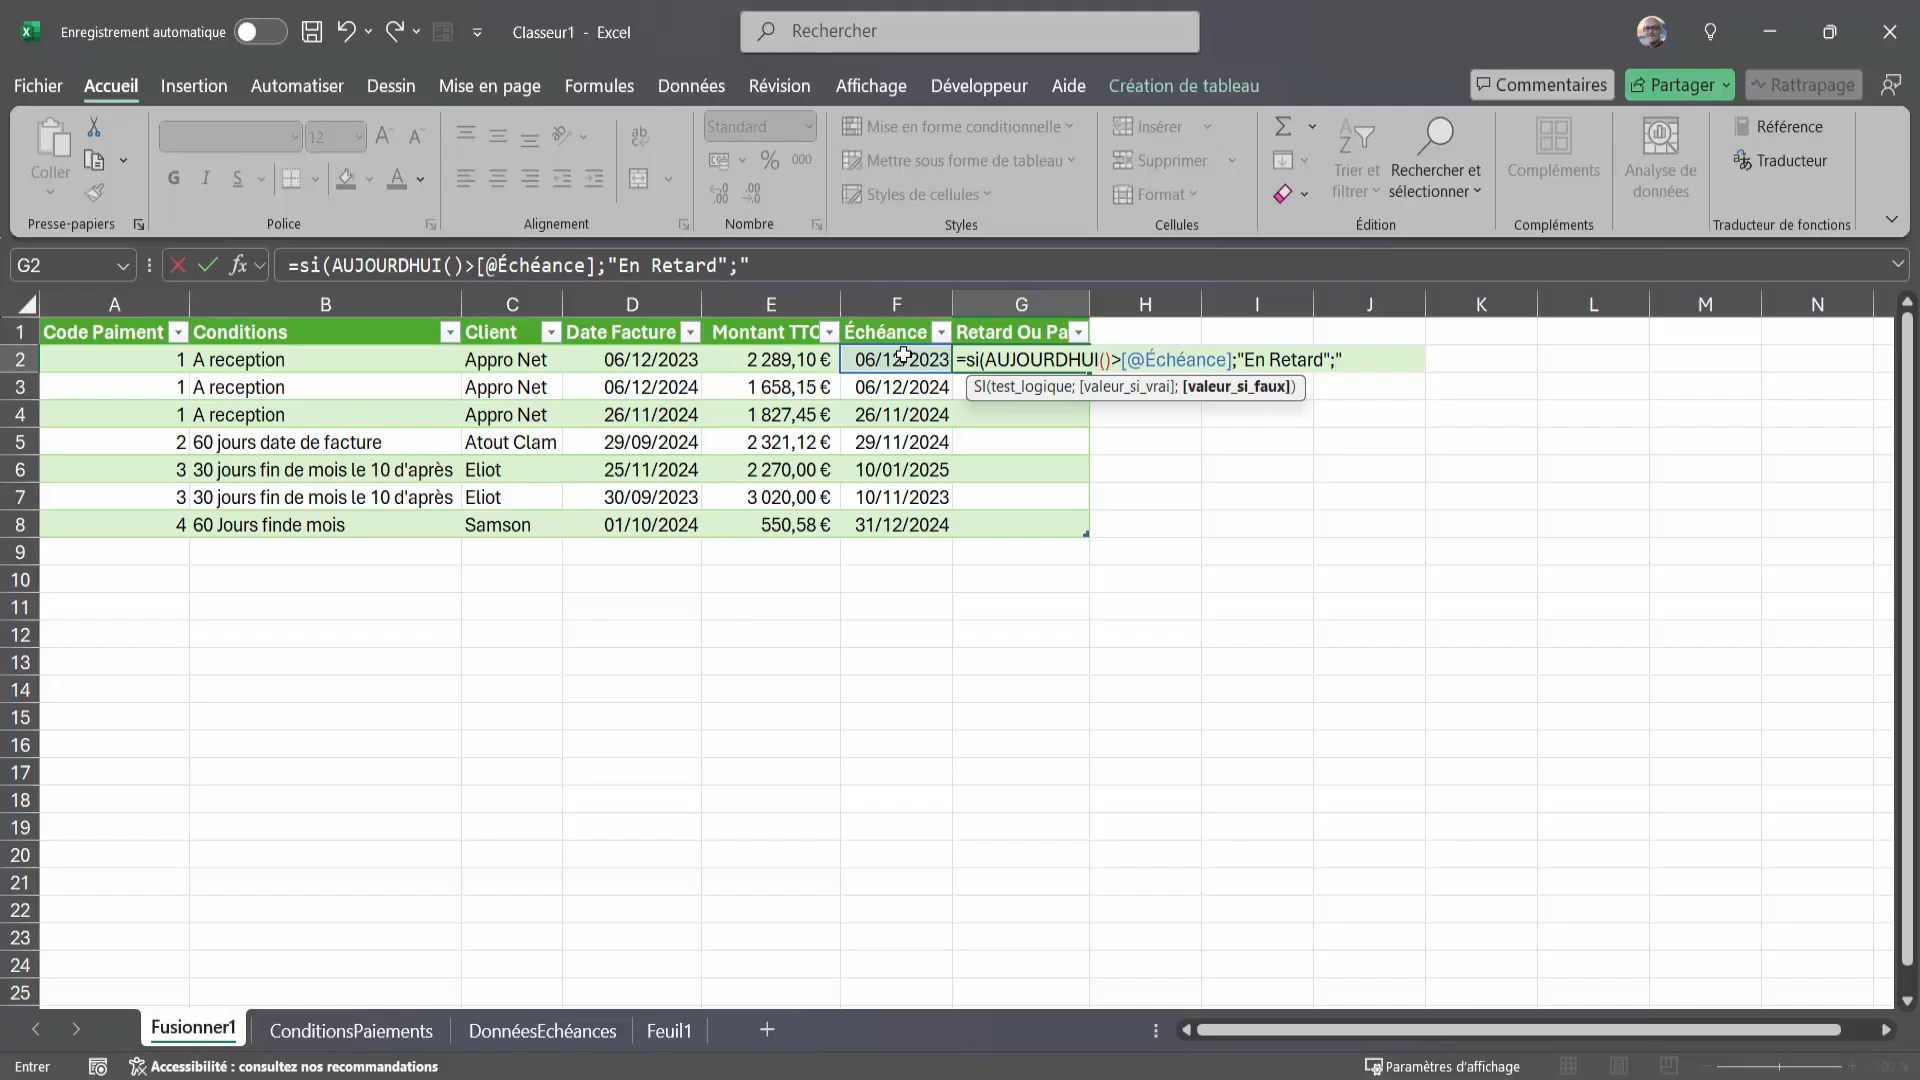 Enregistrement automatique
Classeur1 - Excel
Rechercher
Fichier Accueil Insertion Automatiser Dessin Mise en page Formules Données Révision Affichage Développeur Aide Création de tableau
Commentaires Partager Rattrapage
Coller
Presse-papiers
12
G I S
Police
ab
Alignement
Standard
% 000
,00
Nombre
Mise en forme conditionnelle
Mettre sous forme de tableau
Styles de cellules
Styles
Insérer
Supprimer
Format
Cellules
Trier et filtrer
Rechercher et sélectionner
Édition
Compléments
Compléments
Analyse de données
Référence
Traducteur
Traducteur de fonctions
G2 fx =si(AUJOURDHUI()>[@Échéance];"En Retard";"
A B C D E F G H I J K L M N
1 Code Paiment Conditions Client Date Facture Montant TTC Échéance Retard Ou Pa
2 1 A reception Appro Net 06/12/2023 2 289,10 € 06/12/2023 =si(AUJOURDHUI()>[@Échéance];"En Retard";"
SI(test_logique; [valeur_si_vrai]; [valeur_si_faux])
3 1 A reception Appro Net 06/12/2024 1 658,15 € 06/12/2024
4 1 A reception Appro Net 26/11/2024 1 827,45 € 26/11/2024
5 2 60 jours date de facture Atout Clam 29/09/2024 2 321,12 € 29/11/2024
6 3 30 jours fin de mois le 10 d'après Eliot 25/11/2024 2 270,00 € 10/01/2025
7 3 30 jours fin de mois le 10 d'après Eliot 30/09/2023 3 020,00 € 10/11/2023
8 4 60 Jours finde mois Samson 01/10/2024 550,58 € 31/12/2024
9
10
11
12
13
14
15
16
17
18
19
20
21
22
23
24
25
Fusionner1 ConditionsPaiements DonnéesEchéances Feuil1
Entrer Accessibilité : consultez nos recommandations Paramètres d'affichage